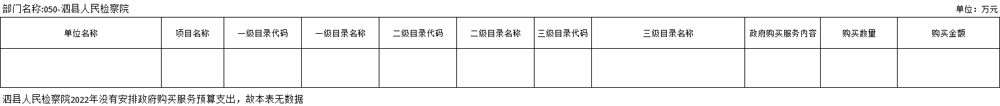 部门名称:050-泗县人民检察院 单位：万元
单位名称 项目名称 一级目录代码 一级目录名称 二级目录代码 二级目录名称 三级目录代码 三级目录名称 政府购买服务内容 购买数量 购买金额
泗县人民检察院2022年没有安排政府购买服务预算支出，故本表无数据